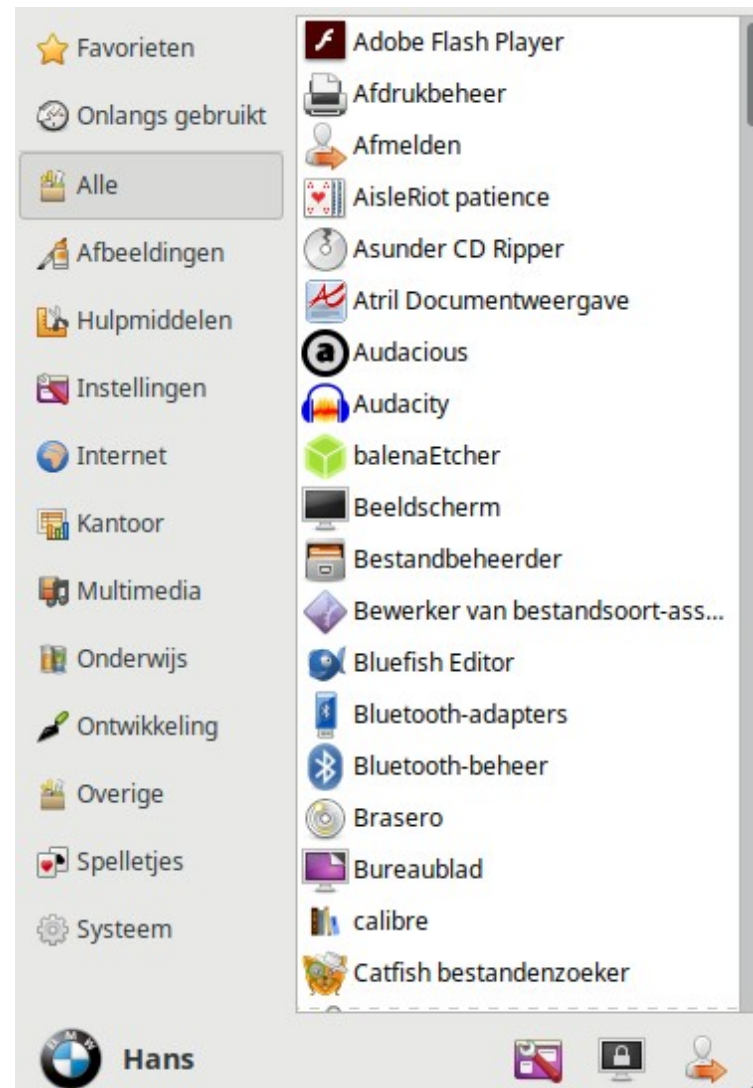 Favorieten
Onlangs gebruikt
Alle
Afbeeldingen
Hulpmiddelen
Instellingen
Internet
Kantoor
Multimedia
Onderwijs
Ontwikkeling
Overige
Spelletjes
Systeem
Adobe Flash Player
Afdrukbeheer
Afmelden
AisleRiot patience
Asunder CD Ripper
Atril Documentweergave
Audacious
Audacity
balenaEtcher
Beeldscherm
Bestandbeheerder
Bewerker van bestandsoort-ass...
Bluefish Editor
Bluetooth-adapters
Bluetooth-beheer
Brasero
Bureaublad
calibre
Catfish bestandenzoeker
BMW
Hans